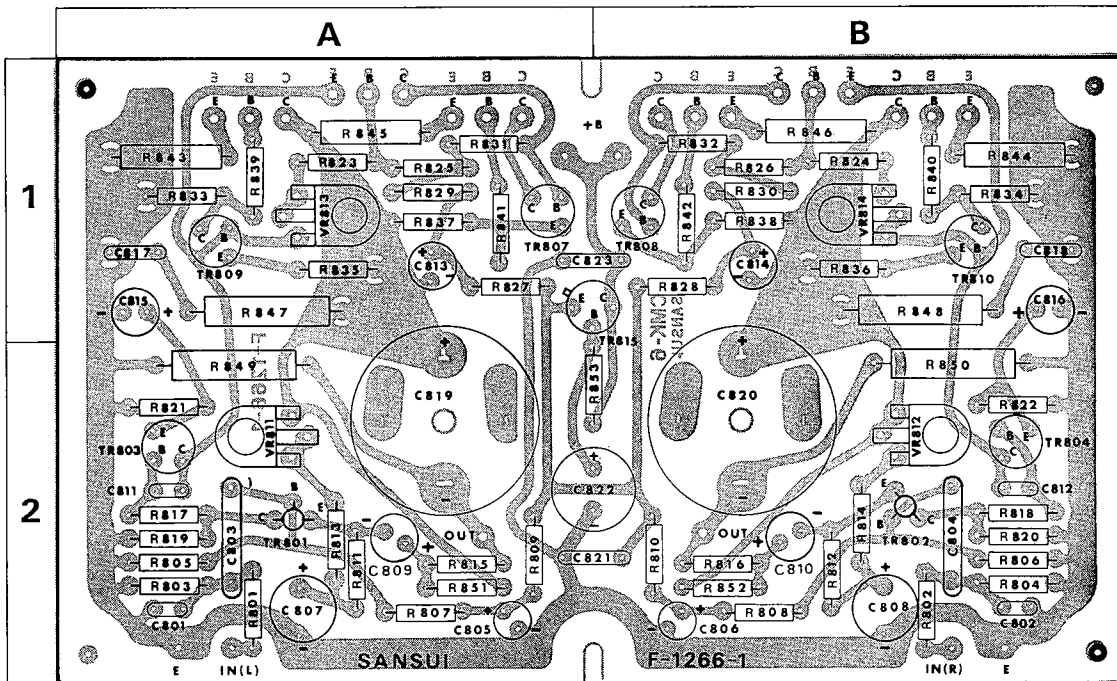 A B
1
2
E B C E B C E B C C B E C B E C B E
E B C E B C C B E C B E
+B
R845 R846
R831 R832
R843 R839 R823 R825 R826 R824 R840 R844
R833 R829 R830 R834
VR813 R837 R841 C B E TR807 E C B TR808 R842 R838 VR814
C B E TR809 E B C TR810
C817 R835 + C813 - C823 + C814 - R836 C818
R827 E C B R828
C815 - + R847 TR815 SANSUI CMK-6 R848 C816 + -
R849 + C819 - R853 + C820 - R850
R821 R822
E B C TR803 VR811 VR812 B E C TR804
C811 + C822 - C812
R817 C803 B C E TR801 R813 - C809 + OUT OUT - + C810 R814 E B C TR802 C804 R818
R819 R820
R805 R811 R815 R809 C821 R810 R816 R812 R806
R803 R851 R852 R804
C801 R801 + C807 - R807 + C805 - + C806 - R808 + C808 - R802 C802
E IN(L) SANSUI F-1266-1 IN(R) E